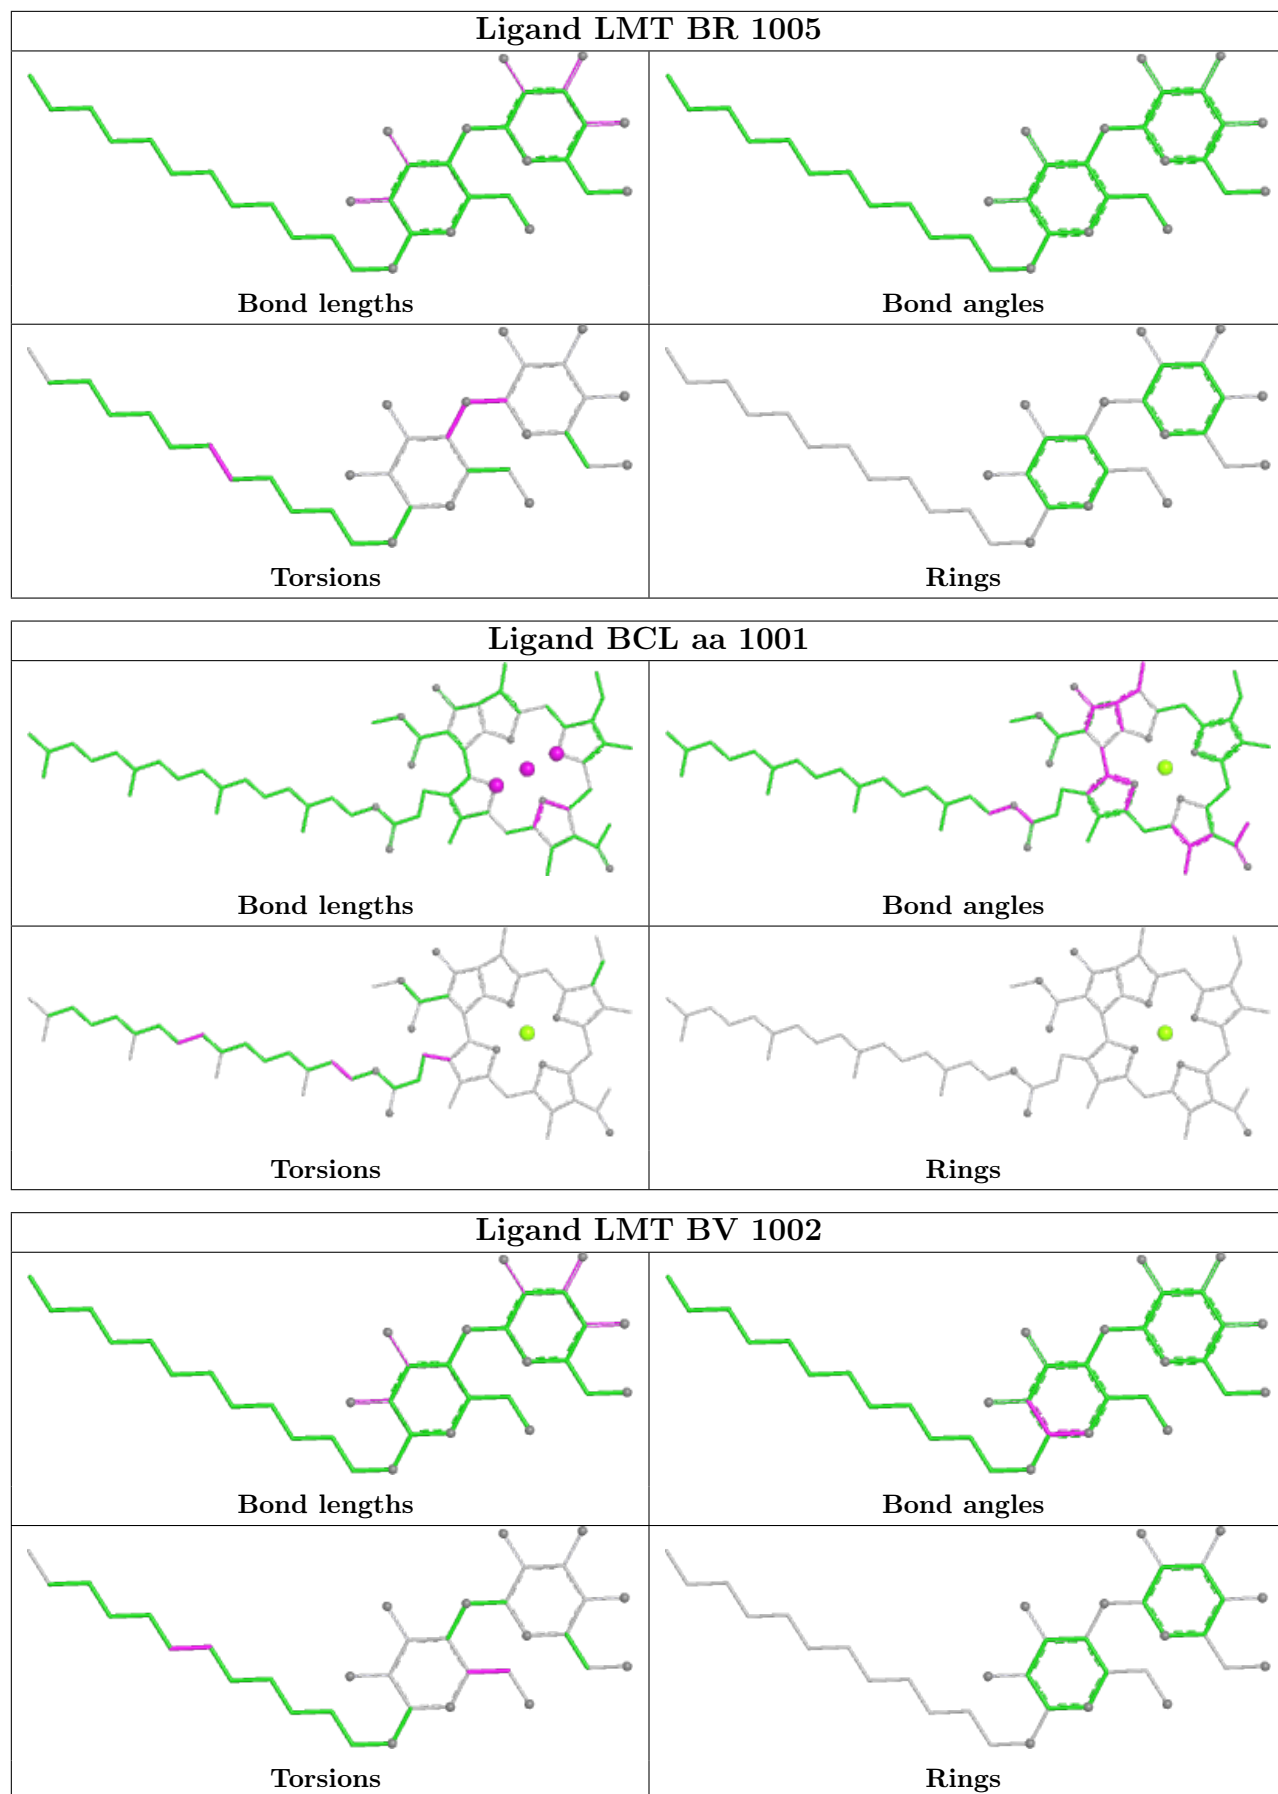 Ligand LMT BR 1005
Bond lengths
Bond angles
Torsions
Rings
Ligand BCL aa 1001
Bond lengths
Bond angles
Torsions
Rings
Ligand LMT BV 1002
Bond lengths
Bond angles
Torsions
Rings